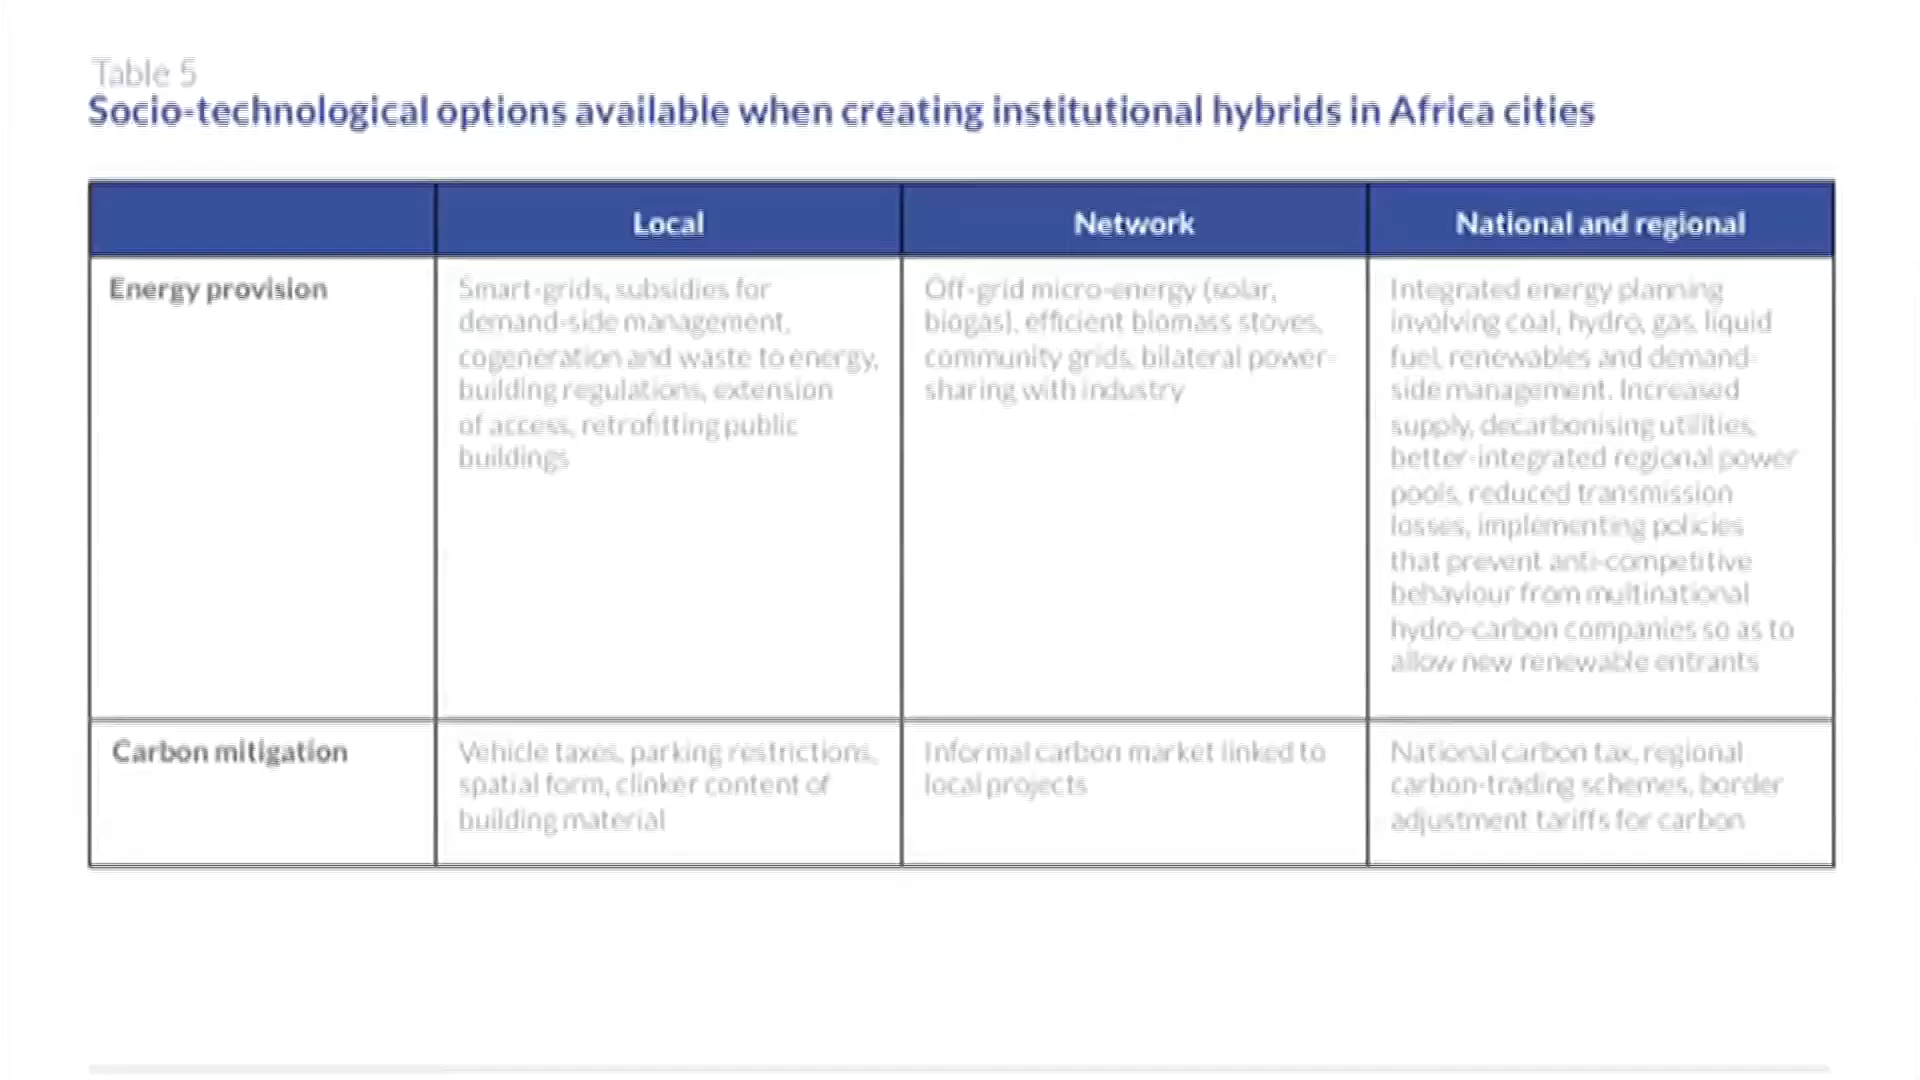 Table 5
Socio-technological options available when creating institutional hybrids in Africa cities
Local
Network
National and regional
Energy provision
Smart-grids, subsidies for
demand-side management,
cogeneration and waste to energy,
building regulations, extension
of access, retrofitting public
buildings
Off-grid micro-energy (solar,
biogas), efficient biomass stoves,
community grids, bilateral power-
sharing with industry
Integrated energy planning
involving coal, hydro, gas, liquid
fuel, renewables and demand-
side management. Increased
supply, decarbonising utilities,
better-integrated regional power
pools, reduced transmission
losses, implementing policies
that prevent anti-competitive
behaviour from multinational
hydro-carbon companies so as to
allow new renewable entrants
Carbon mitigation
Vehicle taxes, parking restrictions,
spatial form, clinker content of
building material
Informal carbon market linked to
local projects
National carbon tax, regional
carbon-trading schemes, border
adjustment tariffs for carbon